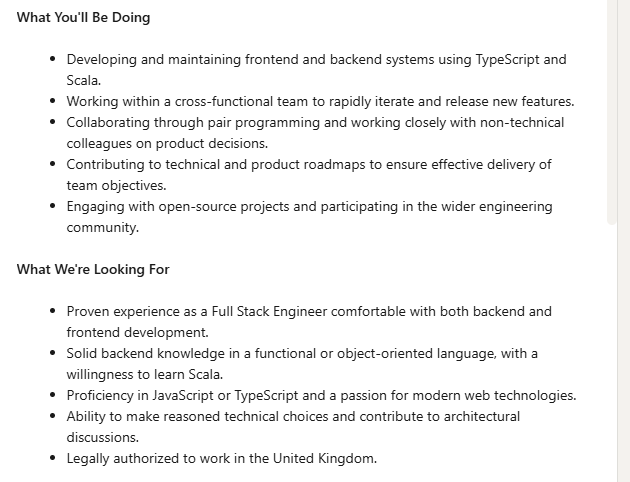 What You'll Be Doing
• Developing and maintaining frontend and backend systems using TypeScript and
Scala.
• Working within a cross-functional team to rapidly iterate and release new features.
• Collaborating through pair programming and working closely with non-technical
colleagues on product decisions.
• Contributing to technical and product roadmaps to ensure effective delivery of
team objectives.
• Engaging with open-source projects and participating in the wider engineering
community.
What We're Looking For
• Proven experience as a Full Stack Engineer comfortable with both backend and
frontend development.
• Solid backend knowledge in a functional or object-oriented language, with a
willingness to learn Scala.
• Proficiency in JavaScript or TypeScript and a passion for modern web technologies.
• Ability to make reasoned technical choices and contribute to architectural
discussions.
• Legally authorized to work in the United Kingdom.